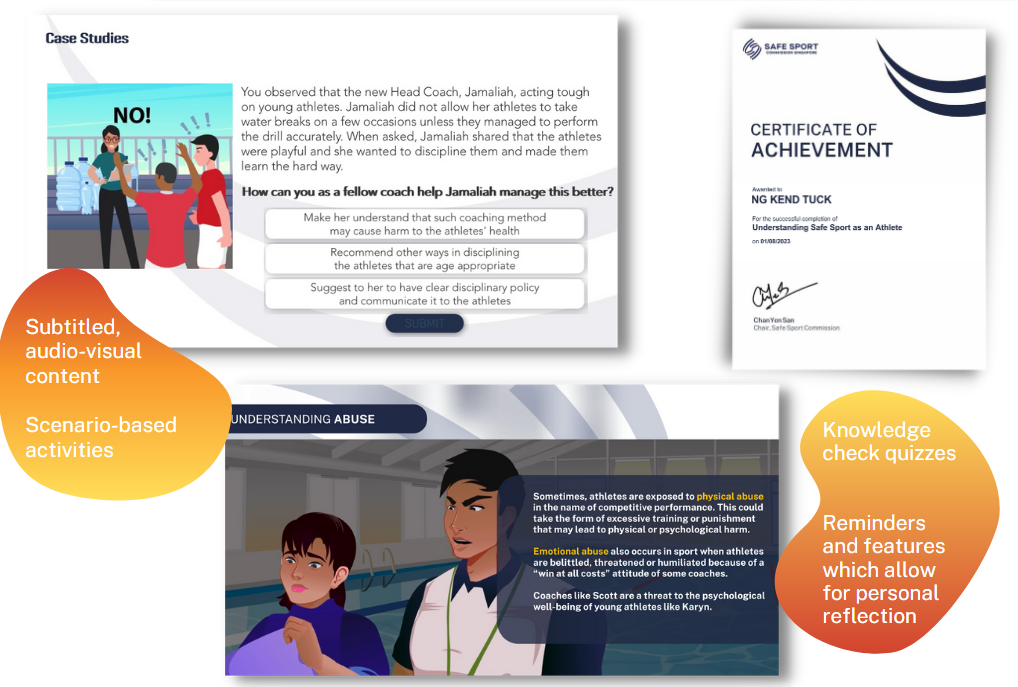 Case Studies
NO!
You observed that the new Head Coach, Jamaliah, acting tough
on young athletes. Jamaliah did not allow her athletes to take
water breaks on a few occasions unless they managed to perform
the drill accurately. When asked, Jamaliah shared that the athletes
were playful and she wanted to discipline them and made them
learn the hard way.
How can you as a fellow coach help Jamaliah manage this better?
Make her understand that such coaching method
may cause harm to the athletes' health
Recommend other ways in disciplining
the athletes that are age appropriate
Suggest to her to have clear disciplinary policy
and communicate it to the athletes
SUBMIT
SAFE SPORT
COMMISSION SINGAPORE
CERTIFICATE OF
ACHIEVEMENT
Awarded to
NG KEND TUCK
For the successful completion of
Understanding Safe Sport as an Athlete
on 01/08/2023
Chan Yon San
Chair, Safe Sport Commission
Subtitled,
audio-visual
content
Scenario-based
activities
UNDERSTANDING ABUSE
Sometimes, athletes are exposed to physical abuse
in the name of competitive performance. This could
take the form of excessive training or punishment
that may lead to physical or psychological harm.
Emotional abuse also occurs in sport when athletes
are belittled, threatened or humiliated because of a
"win at all costs" attitude of some coaches.
Coaches like Scott are a threat to the psychological
well-being of young athletes like Karyn.
Knowledge
check quizzes
Reminders
and features
which allow
for personal
reflection